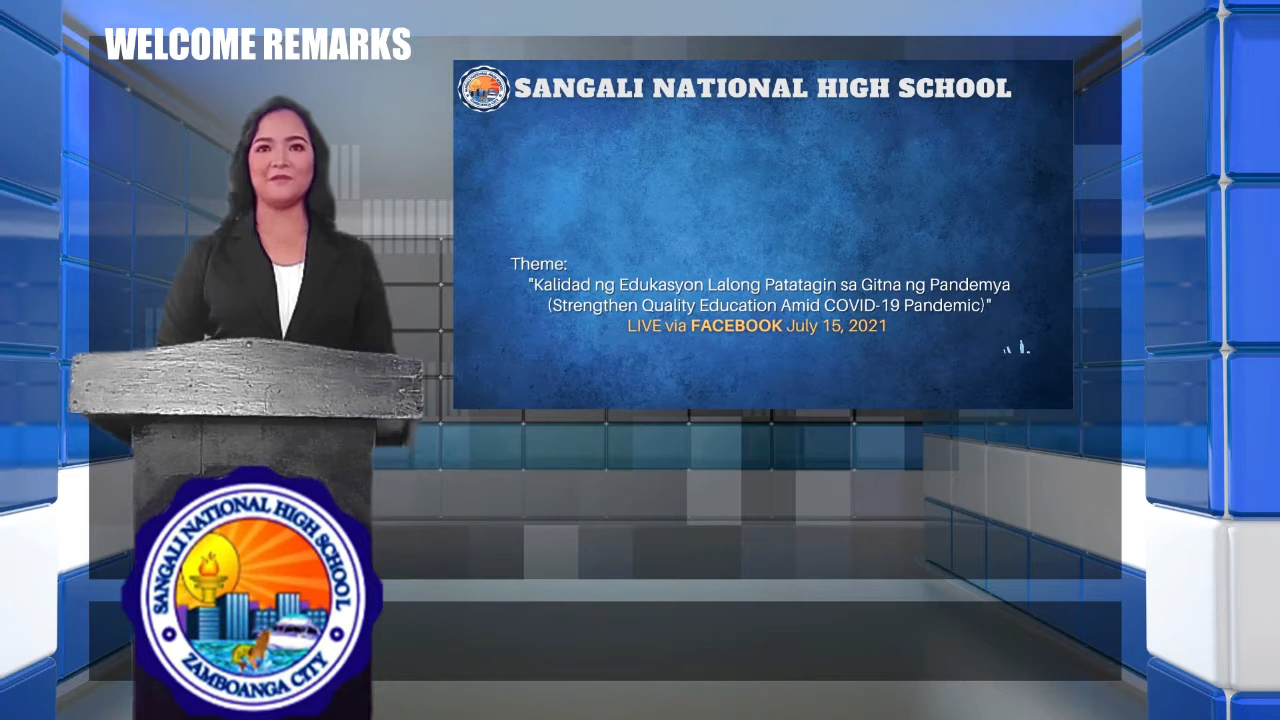 WELCOME REMARKS
SANGALI NATIONAL HIGH SCHOOL
Theme:
"Kalidad ng Edukasyon Lalong Patatagin sa Gitna ng Pandemya
(Strengthen Quality Education Amid COVID-19 Pandemic)"
LIVE via FACEBOOK July 15, 2021
SANGALI NATIONAL HIGH SCHOOL
ZAMBOANGA CITY